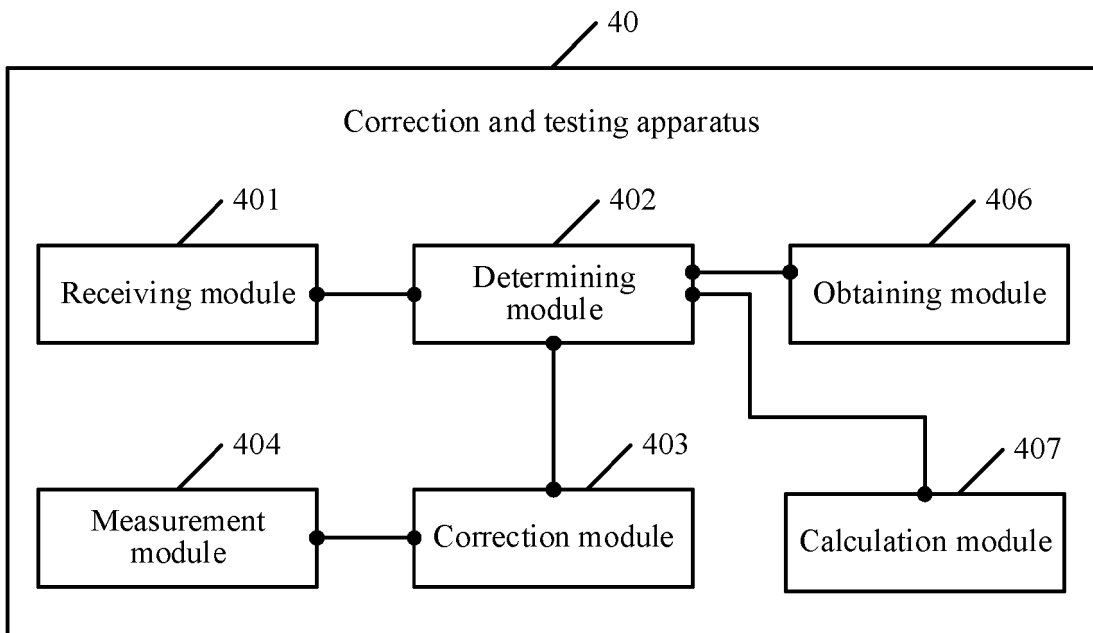 40
Correction and testing apparatus
401
402
406
Receiving module
Determining
module
Obtaining module
404
403
407
Measurement
module
Correction module
Calculation module